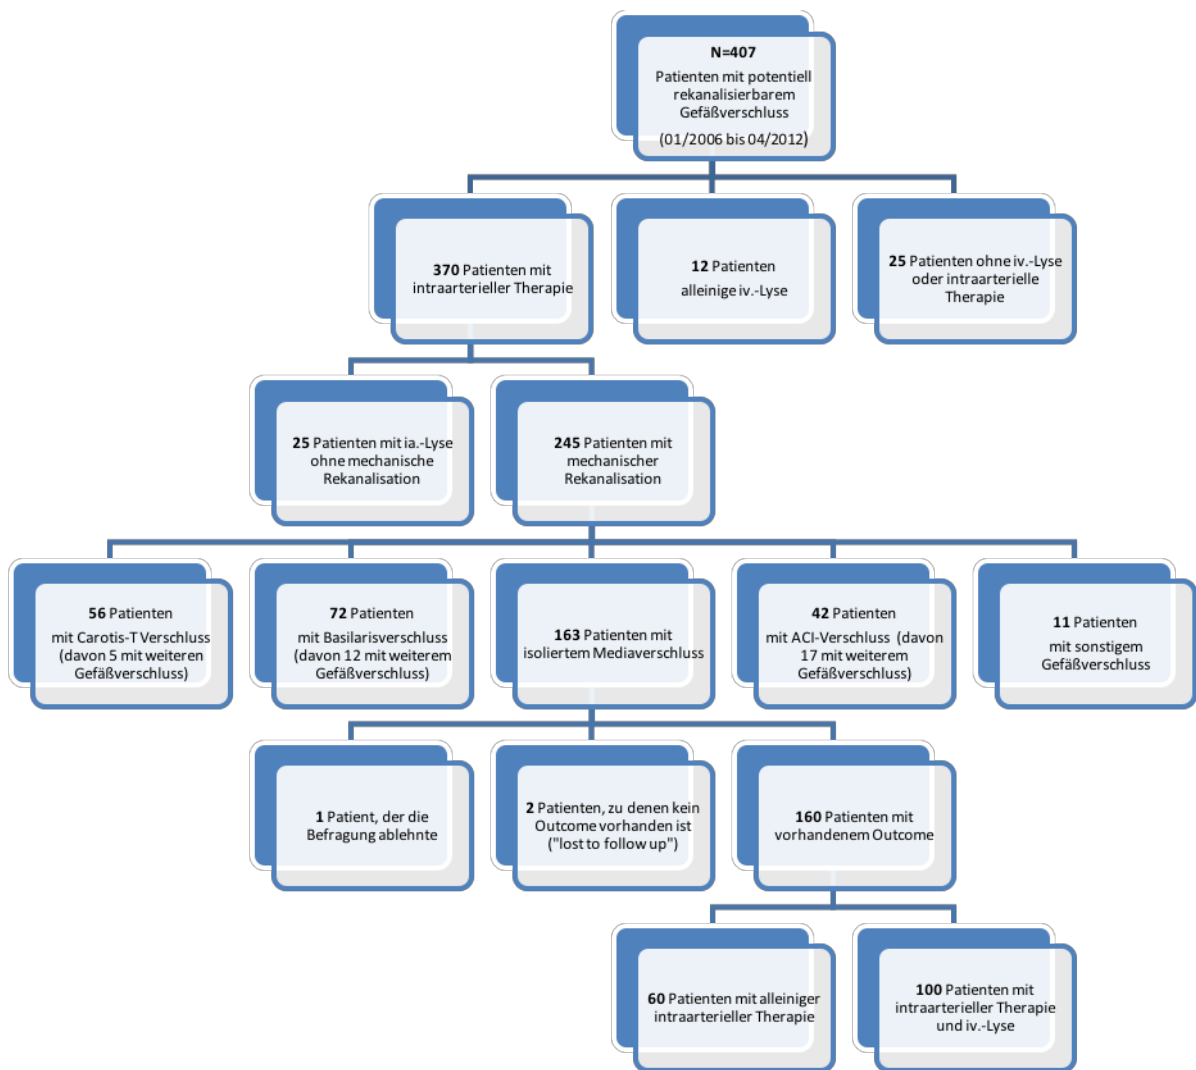 N=407
Patienten mit potentiell
rekanalisierbarem
Gefäßverschluss
(01/2006 bis 04/2012)
370 Patienten mit
intraarterieller Therapie
12 Patienten
alleinige iv.-Lyse
25 Patienten ohne iv.-Lyse
oder intraarterielle
Therapie
25 Patienten mit ia.-Lyse
ohne mechanische
Rekanalisation
245 Patienten mit
mechanischer
Rekanalisation
56 Patienten
mit Carotis-T Verschluss
(davon 5 mit weiteren
Gefäßverschluss)
72 Patienten
mit Basilarisverschluss
(davon 12 mit weiterem
Gefäßverschluss)
163 Patienten mit
isoliertem Mediaverschluss
42 Patienten
mit ACI-Verschluss (davon
17 mit weiterem
Gefäßverschluss)
11 Patienten
mit sonstigem
Gefäßverschluss
1 Patient, der die
Befragung ablehnte
2 Patienten, zu denen kein
Outcome vorhanden ist
("lost to follow up")
160 Patienten mit
vorhandenem Outcome
60 Patienten mit alleiniger
intraarterieller Therapie
100 Patienten mit
intraarterieller Therapie
und iv.-Lyse